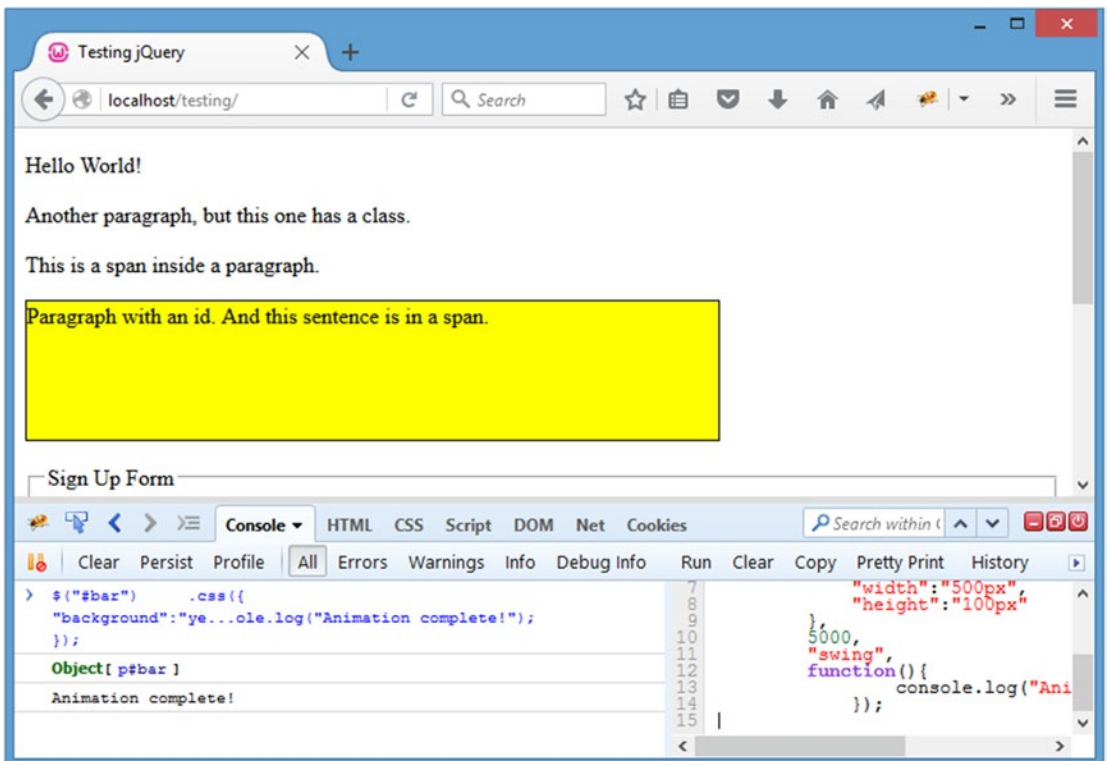 Testing jQuery
localhost/testing/
Search
Hello World!
Another paragraph, but this one has a class.
This is a span inside a paragraph.
Paragraph with an id. And this sentence is in a span.
Sign Up Form
Console HTML CSS Script DOM Net Cookies
Search within (
Clear Persist Profile All Errors Warnings Info Debug Info
Run Clear Copy Pretty Print History
$("#bar") .css({
"background":"ye...ole.log("Animation complete!");
});
Object[ p#bar ]
Animation complete!
7 "width":"500px",
8 "height":"100px"
9 },
10 5000,
11 "swing",
12 function(){
13 console.log("Ani
14 });
15